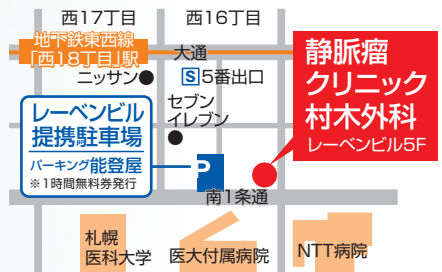 西17丁目
西16丁目
地下鉄東西線
「西18丁目」駅
大通
ニッサン
S 5番出口
セブン
イレブン
静脈瘤
クリニック
村木外科
レーベンビル5F
レーベンビル
提携駐車場
パーキング能登屋
※1時間無料券発行
P
南1条通
札幌
医科大学
医大付属病院
NTT病院